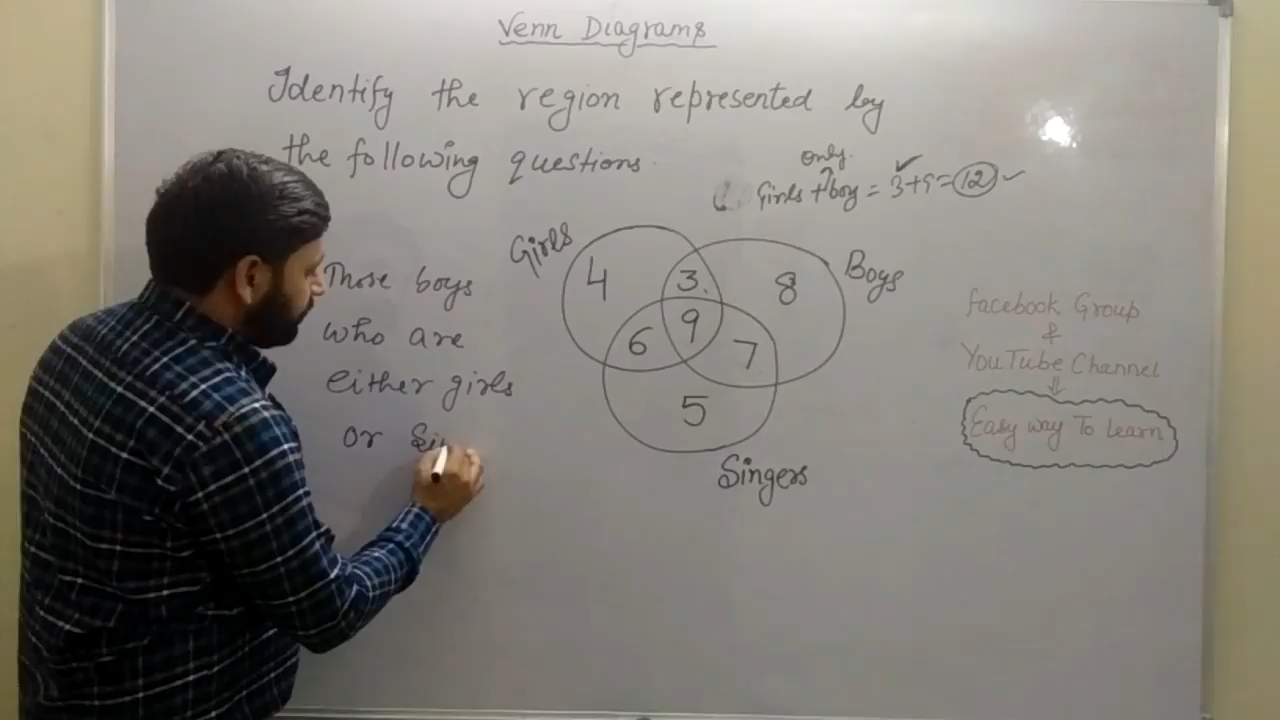 Venn Diagrams
Identify the region represented by
the following questions.
only.
Girls + boy = 3+9=12
Girls
Boys
4
3.
8
9
6
7
5
Singers
Those boys
who are
either girls
or Si
Facebook Group
&
YouTube Channel
⇓
Easy way To Learn